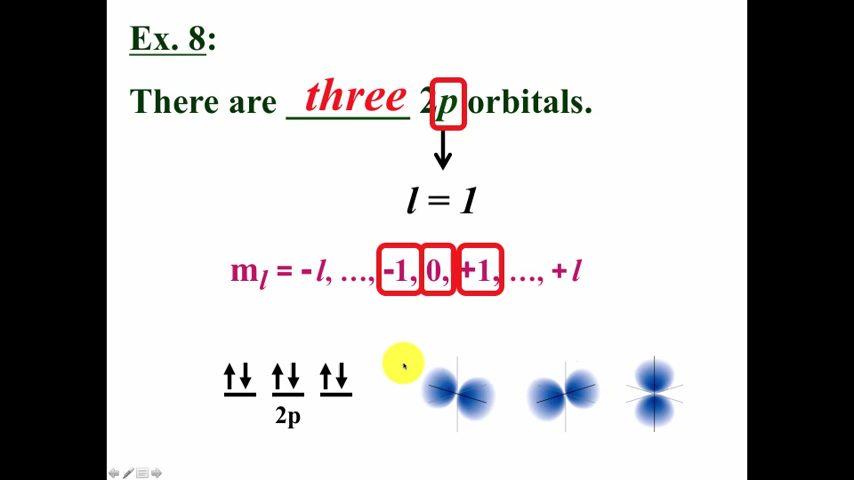 Ex. 8:
There are three 2p orbitals.
l = 1
ml = - l, ..., -1, 0, +1, ..., + l
2p